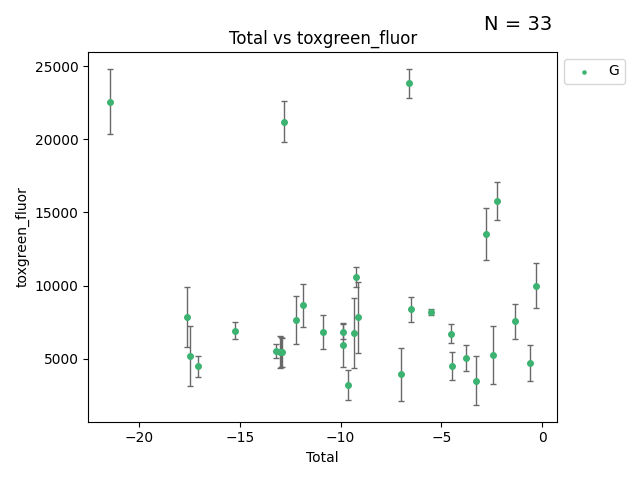 N = 33
Total vs toxgreen_fluor
G
25000
20000
15000
10000
5000
toxgreen_fluor
−20
−15
−10
−5
0
Total